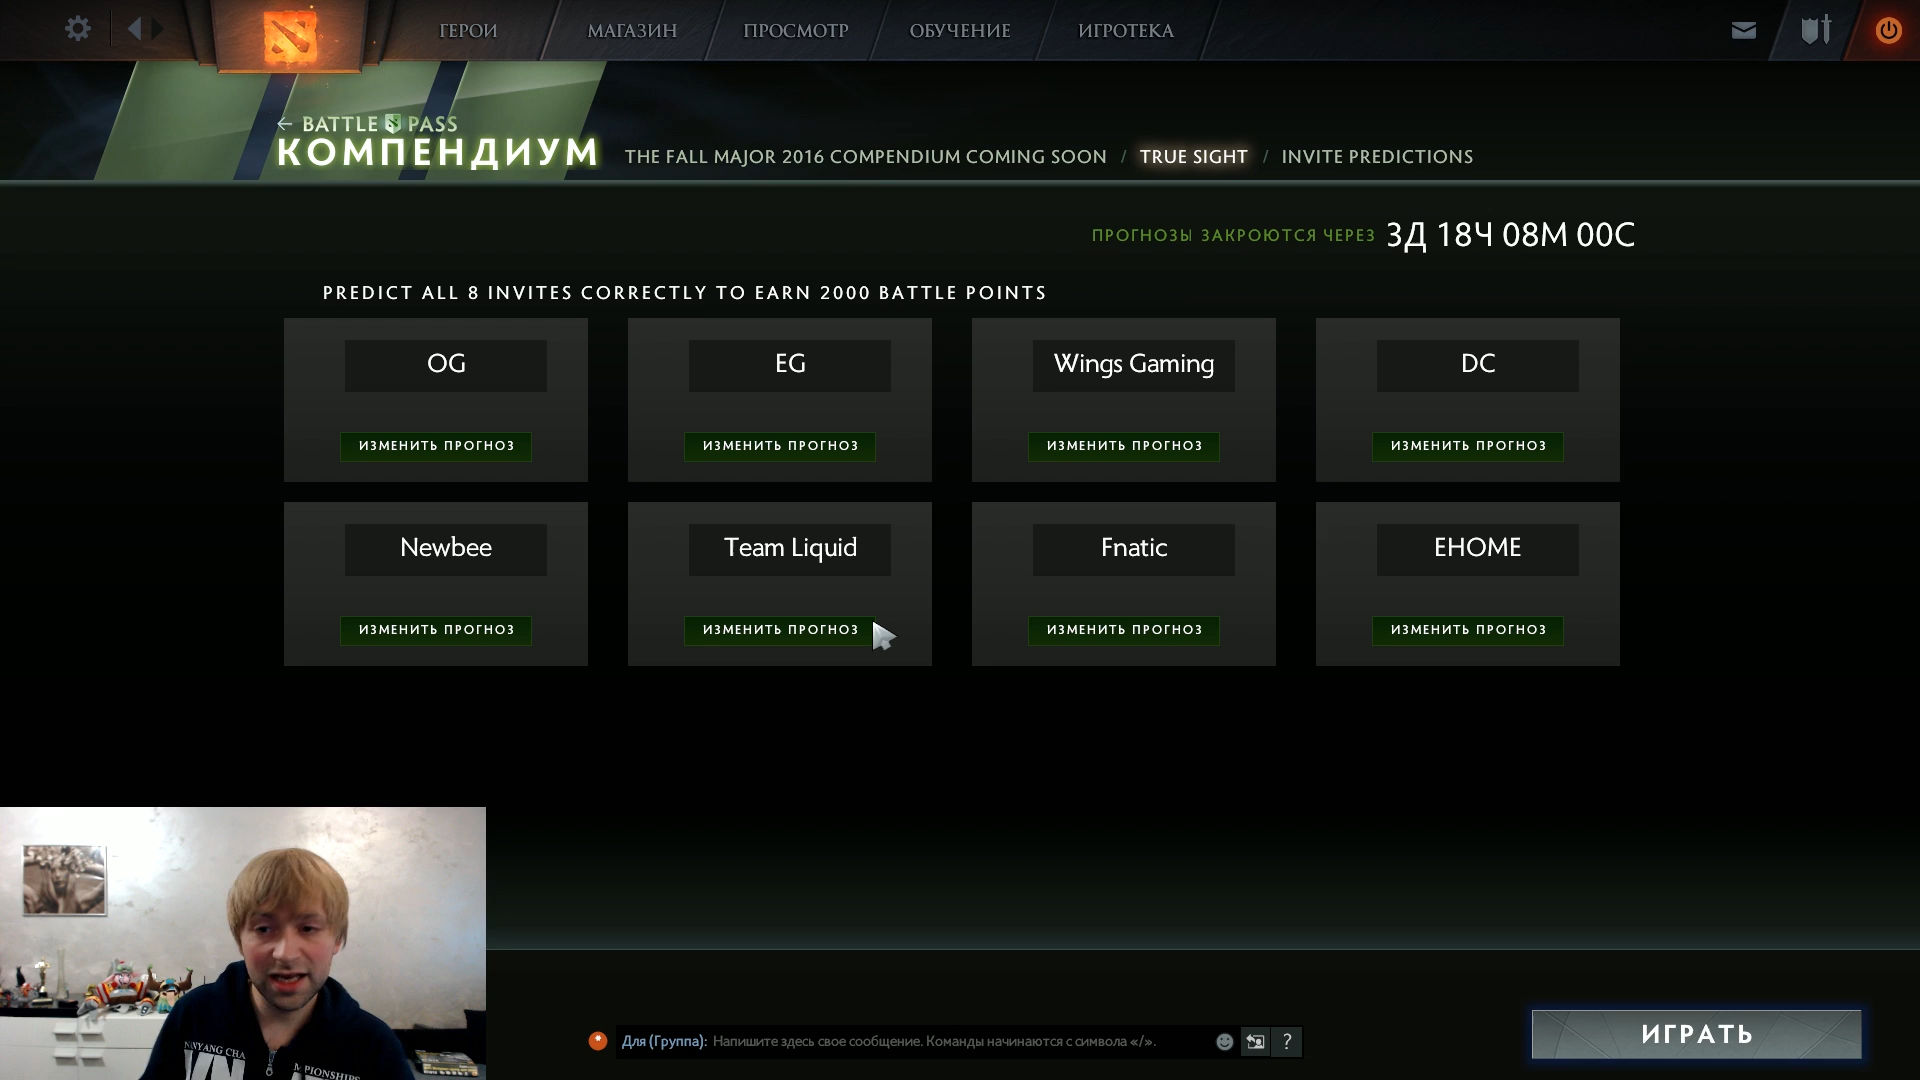 ГЕРОИ
МАГАЗИН
ПРОСМОТР
ОБУЧЕНИЕ
ИГРОТЕКА
← BATTLE PASS
КОМПЕНДИУМ
THE FALL MAJOR 2016 COMPENDIUM COMING SOON / TRUE SIGHT / INVITE PREDICTIONS
ПРОГНОЗЫ ЗАКРОЮТСЯ ЧЕРЕЗ 3Д 18Ч 08М 00С
PREDICT ALL 8 INVITES CORRECTLY TO EARN 2000 BATTLE POINTS
OG
EG
Wings Gaming
DC
ИЗМЕНИТЬ ПРОГНОЗ
ИЗМЕНИТЬ ПРОГНОЗ
ИЗМЕНИТЬ ПРОГНОЗ
ИЗМЕНИТЬ ПРОГНОЗ
Newbee
Team Liquid
Fnatic
EHOME
ИЗМЕНИТЬ ПРОГНОЗ
ИЗМЕНИТЬ ПРОГНОЗ
ИЗМЕНИТЬ ПРОГНОЗ
ИЗМЕНИТЬ ПРОГНОЗ
Для (Группа): Напишите здесь свое сообщение. Команды начинаются с символа «/».
?
ИГРАТЬ